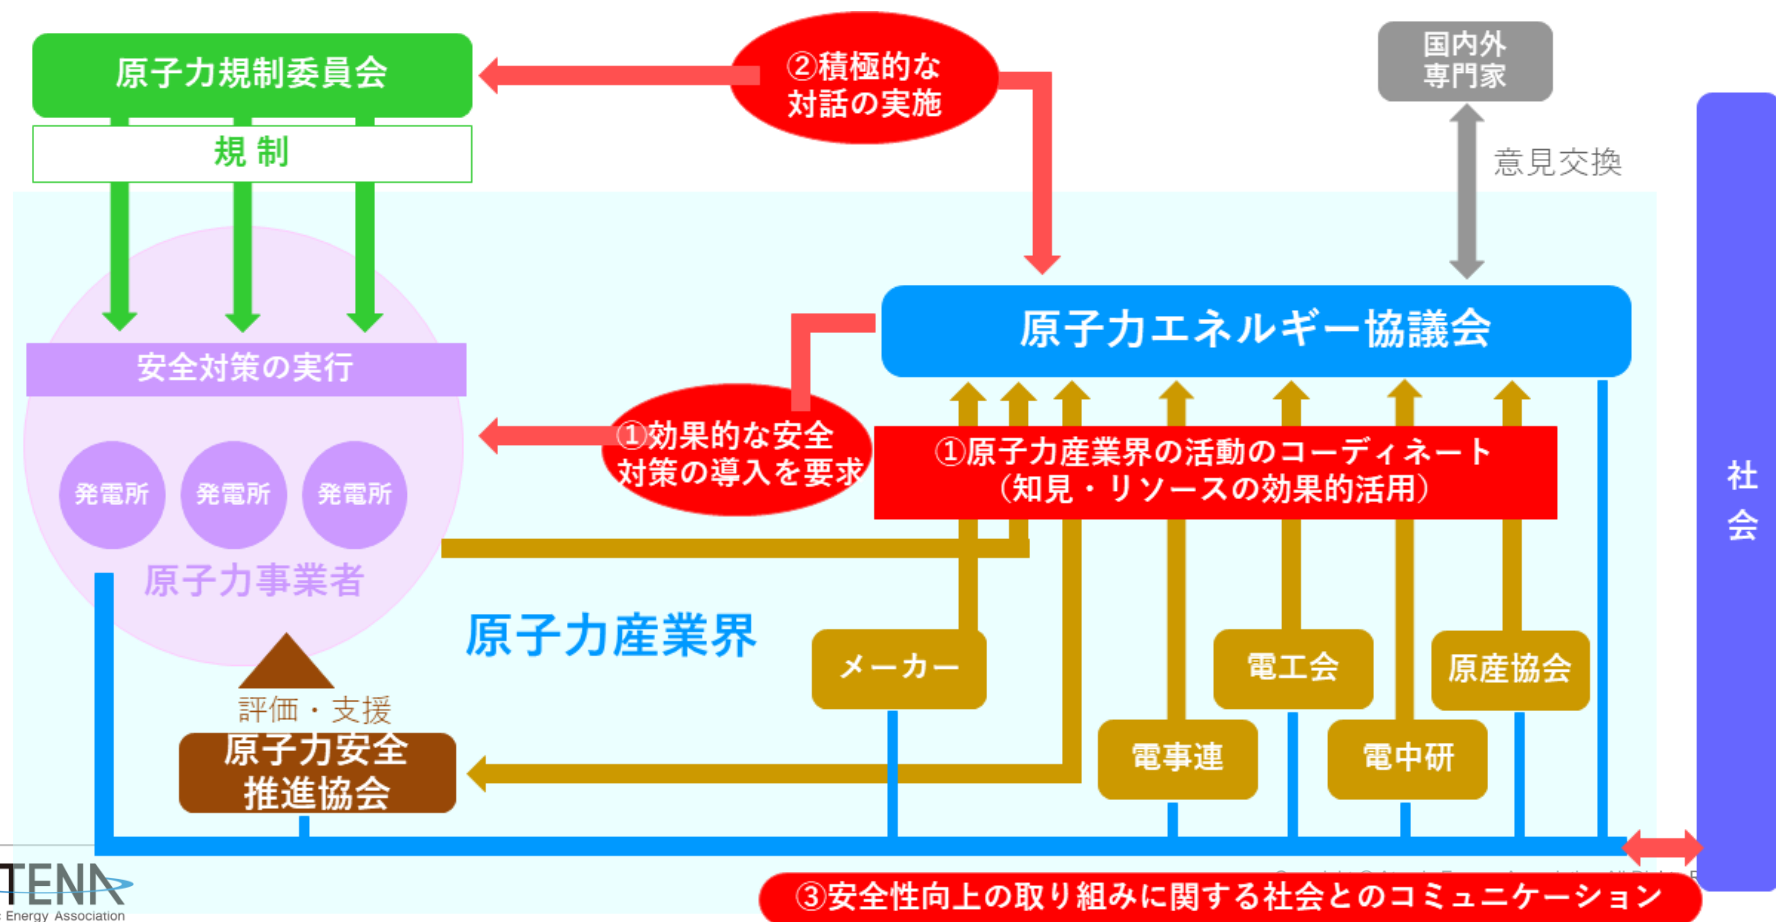 原子力規制委員会
②積極的な
対話の実施
国内外
専門家
規 制
意見交換
安全対策の実行
原子力エネルギー協議会
①効果的な安全
対策の導入を要求
①原子力産業界の活動のコーディネート
(知見・リソースの効果的活用)
社
会
発電所
発電所
発電所
原子力事業者
原子力産業界
メーカー
電工会
原産協会
評価・支援
原子力安全
推進協会
電事連
電中研
TENA
Energy Association
③安全性向上の取り組みに関する社会とのコミュニケーション